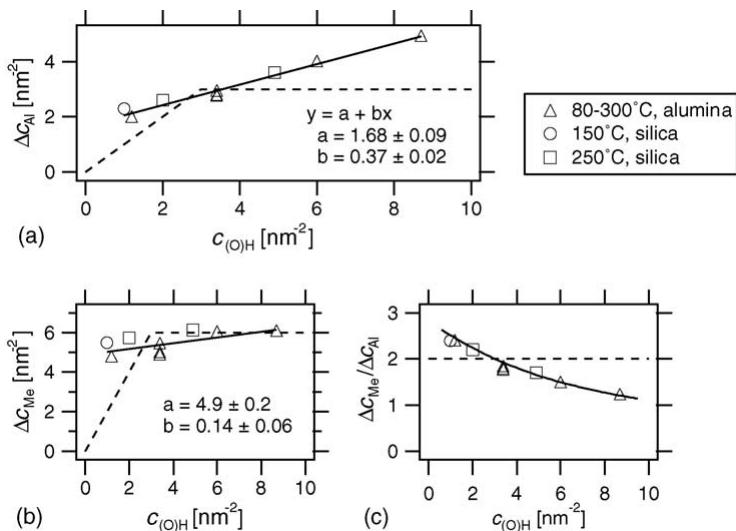 Δc_Al [nm⁻²]
4
2
0
y = a + bx
a = 1.68 ± 0.09
b = 0.37 ± 0.02
0 2 4 6 8 10
(a)
c_(O)H [nm⁻²]
80-300°C, alumina
150°C, silica
250°C, silica
Δc_Me [nm⁻²]
8
6
4
2
0
a = 4.9 ± 0.2
b = 0.14 ± 0.06
0 2 4 6 8 10
(b)
c_(O)H [nm⁻²]
Δc_Me/Δc_Al
3
2
1
0
0 2 4 6 8 10
(c)
c_(O)H [nm⁻²]